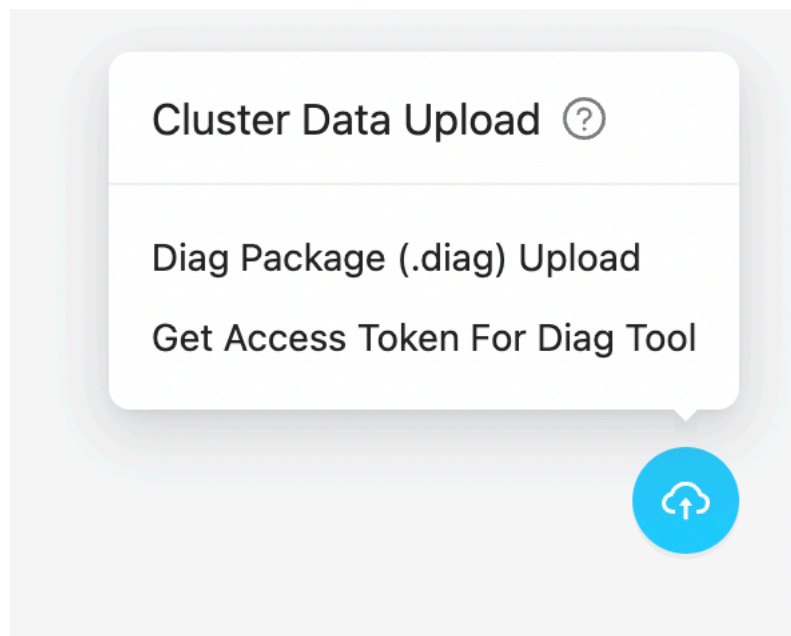 Cluster Data Upload ?
Diag Package (.diag) Upload
Get Access Token For Diag Tool